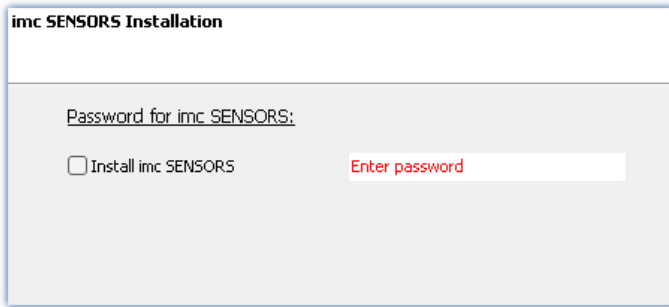 imc SENSORS Installation
Password for imc SENSORS:
Install imc SENSORS Enter password